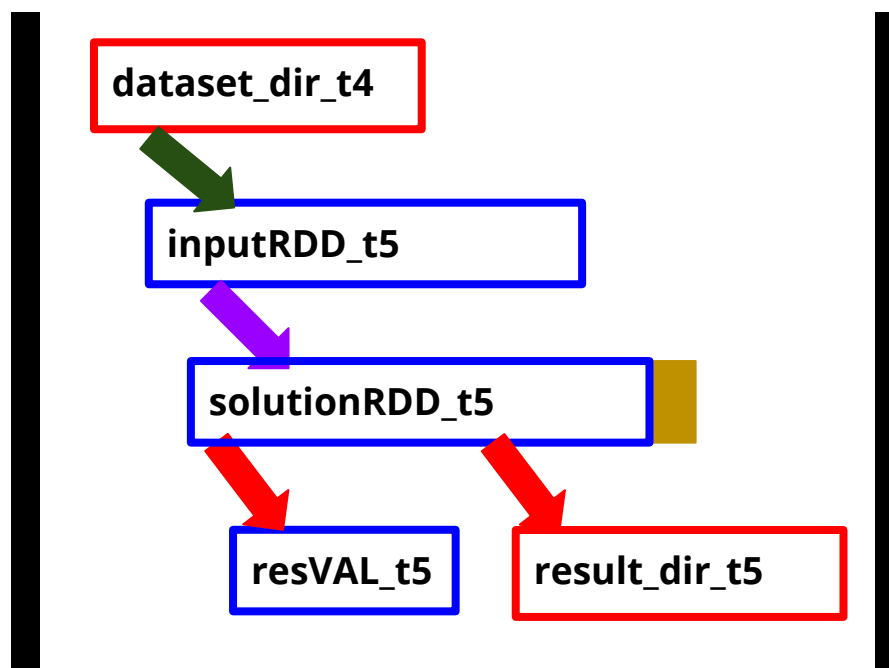 dataset_dir_t4
inputRDD_t5
solutionRDD_t5
resVAL_t5
result_dir_t5